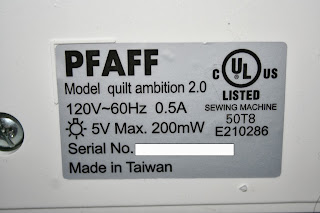 PFAFF
Model quilt ambition 2.0
120V~60Hz 0.5A
5V Max. 200mW
Serial No.
Made in Taiwan
C UL US
LISTED
SEWING MACHINE
50T8
E210286